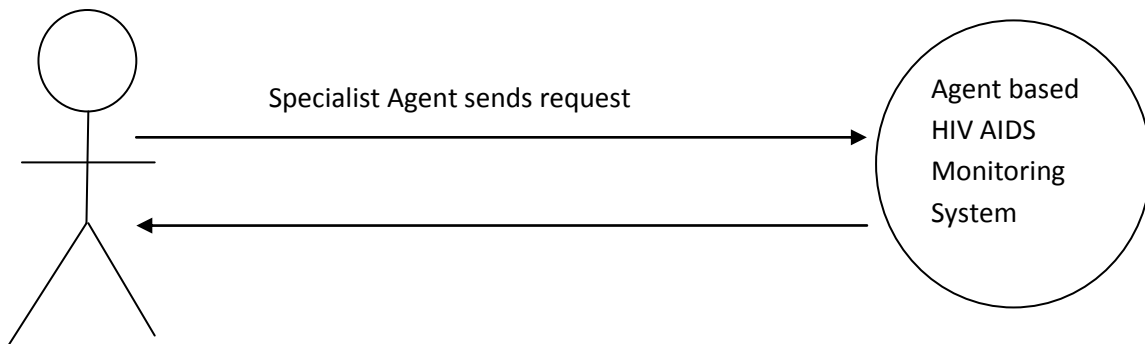 Specialist Agent sends request
Agent based
HIV AIDS
Monitoring
System